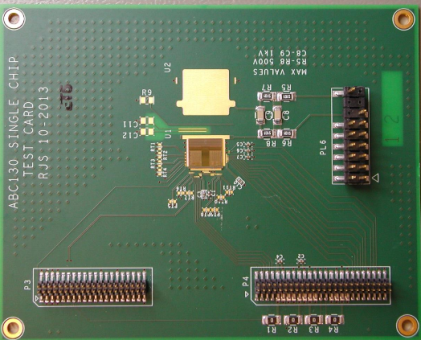 ABC130 SINGLE CHIP
TEST CARD
RJS 10-2013
U2
MAX VALUES
R5-R8 500V
C8-C9 1kV
R9
R7
R5
C11
C12
U1
R8
R6
PL6
12
P3
P4
R1
R2
R3
R4